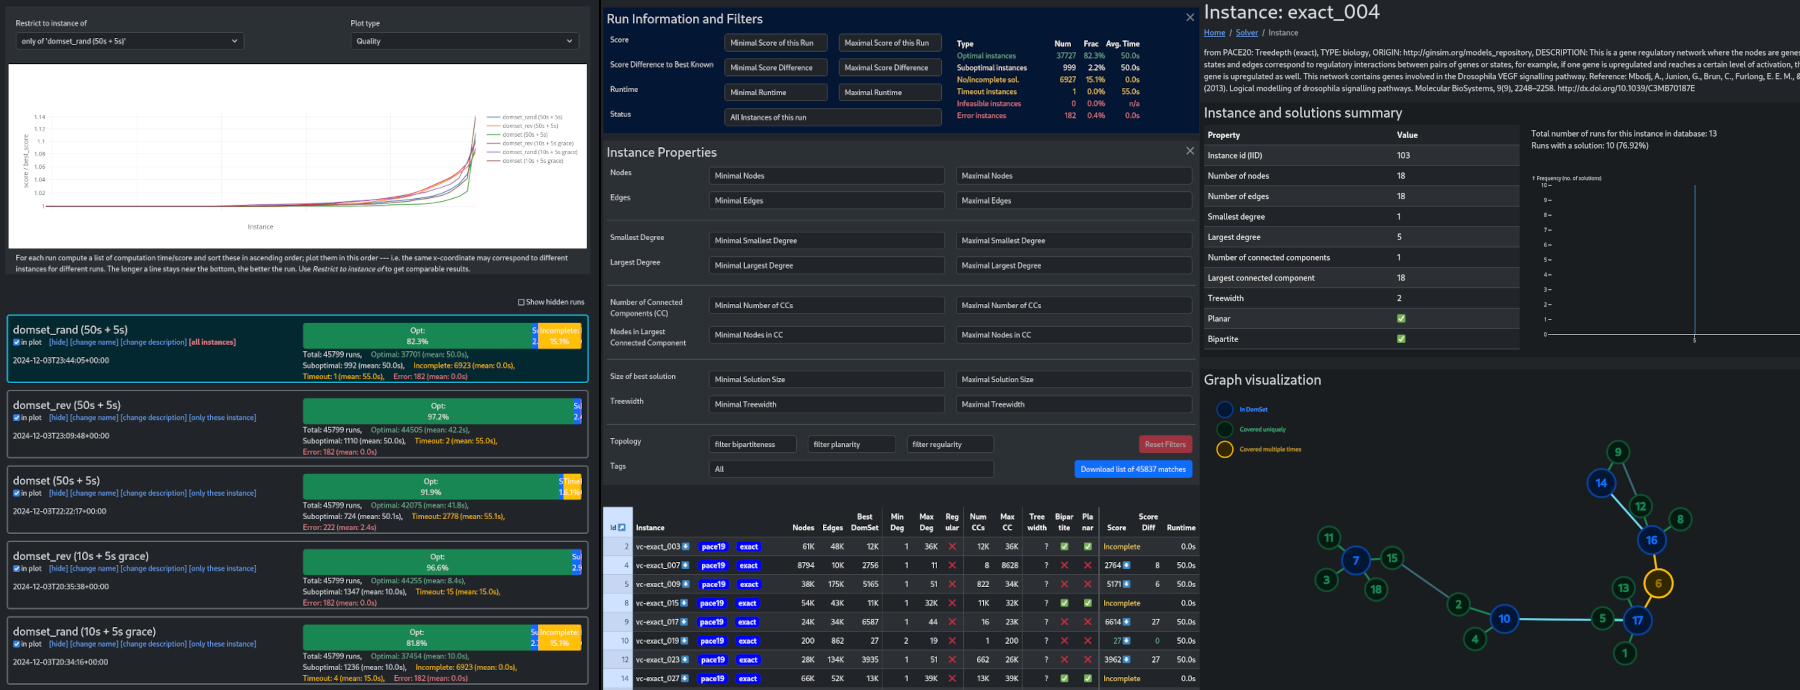 Restrict to instance of
only of 'domset_rand (50s + 5s)'
Plot type
Quality
score / best_score
1.14
1.12
1.1
1.08
1.06
1.04
1.02
1
Instance
domset_rand (50s + 5s)
domset_rev (50s + 5s)
domset (50s + 5s)
domset_rev (10s + 5s grace)
domset_rand (10s + 5s grace)
domset (10s + 5s grace)
For each run compute a list of computation time/score and sort these in ascending order; plot them in this order --- i.e. the same x-coordinate may correspond to different
instances for different runs. The longer a line stays near the bottom, the better the run. Use Restrict to instance of to get comparable results.
Show hidden runs
domset_rand (50s + 5s)
in plot [hide] [change name] [change description] [all instances]
2024-12-03T23:44:05+00:00
Opt:
82.3%
Incomplete:
15.1%
Total: 45799 runs, Optimal: 37701 (mean: 50.0s)
Suboptimal: 992 (mean: 50.0s), Incomplete: 6923 (mean: 0.0s),
Timeout: 1 (mean: 55.0s), Error: 182 (mean: 0.0s)
domset_rev (50s + 5s)
in plot [hide] [change name] [change description] [only these instance]
2024-12-03T23:09:48+00:00
Opt:
97.2%
Total: 45799 runs, Optimal: 44505 (mean: 42.2s)
Suboptimal: 1110 (mean: 50.0s), Timeout: 2 (mean: 55.0s),
Error: 182 (mean: 0.0s)
domset (50s + 5s)
in plot [hide] [change name] [change description] [only these instance]
2024-12-03T22:22:17+00:00
Opt:
91.9%
Total: 45799 runs, Optimal: 42075 (mean: 41.8s)
Suboptimal: 724 (mean: 50.1s), Timeout: 2778 (mean: 55.1s),
Error: 222 (mean: 2.4s)
domset_rev (10s + 5s grace)
in plot [hide] [change name] [change description] [only these instance]
2024-12-03T20:35:38+00:00
Opt:
96.6%
Total: 45799 runs, Optimal: 44255 (mean: 8.4s)
Suboptimal: 1347 (mean: 10.0s), Timeout: 15 (mean: 15.0s),
Error: 182 (mean: 0.0s)
domset_rand (10s + 5s grace)
in plot [hide] [change name] [change description] [only these instance]
2024-12-03T20:34:16+00:00
Opt:
81.8%
Incomplete:
15.1%
Total: 45799 runs, Optimal: 37454 (mean: 10.0s)
Suboptimal: 1236 (mean: 10.0s), Incomplete: 6923 (mean: 0.0s),
Timeout: 4 (mean: 15.0s), Error: 182 (mean: 0.0s)
Run Information and Filters
Score Minimal Score of this Run Maximal Score of this Run
Score Difference to Best Known Minimal Score Difference Maximal Score Difference
Runtime Minimal Runtime Maximal Runtime
Status All Instances of this run
Type Num Frac Avg. Time
Optimal instances 37727 82.3% 50.0s
Suboptimal instances 999 2.2% 50.0s
No/incomplete sol. 6927 15.1% 0.0s
Timeout instances 1 0.0% 55.0s
Infeasible instances 0 0.0% n/a
Error instances 182 0.4% 0.0s
Instance Properties
Nodes Minimal Nodes Maximal Nodes
Edges Minimal Edges Maximal Edges
Smallest Degree Minimal Smallest Degree Maximal Smallest Degree
Largest Degree Minimal Largest Degree Maximal Largest Degree
Number of Connected
Components (CC) Minimal Number of CCs Maximal Number of CCs
Nodes in Largest
Connected Component Minimal Nodes in CC Maximal Nodes in CC
Size of best solution Minimal Solution Size Maximal Solution Size
Treewidth Minimal Treewidth Maximal Treewidth
Topology filter bipartiteness filter planarity filter regularity Reset Filters
Tags All Download list of 45837 matches
Id Instance Nodes Edges Best DomSet Min Deg Max Deg Reg ular Num CCs Max CC Tree width Bipar tite Pla nar Score Score Diff Runtime
2 vc-exact_003 pace19 exact 61K 48K 12K 1 36K ❌ 12K 36K ? ✅ ✅ Incomplete 0.0s
4 vc-exact_007 pace19 exact 8794 10K 2756 1 11 ❌ 8 8628 ? ❌ ❌ 2764 8 50.0s
5 vc-exact_009 pace19 exact 38K 175K 5165 1 51 ❌ 822 34K ? ❌ ❌ 5171 6 50.0s
8 vc-exact_015 pace19 exact 54K 43K 11K 1 32K ❌ 11K 32K ? ✅ ✅ Incomplete 0.0s
9 vc-exact_017 pace19 exact 24K 34K 6587 1 44 ❌ 16 23K ? ❌ ❌ 6614 27 50.0s
10 vc-exact_019 pace19 exact 200 862 27 2 19 ❌ 1 200 ? ❌ ❌ 27 0 50.0s
12 vc-exact_023 pace19 exact 28K 134K 3935 1 51 ❌ 662 26K ? ❌ ❌ 3962 27 50.0s
14 vc-exact_027 pace19 exact 66K 52K 13K 1 39K ❌ 13K 39K ? ✅ ✅ Incomplete 0.0s
Instance: exact_004
Home / Solver / Instance
from PACE20: Treedepth (exact), TYPE: biology, ORIGIN: http://ginsim.org/models_repository, DESCRIPTION: This is a gene regulatory network where the nodes are genes
states and edges correspond to regulatory interactions between pairs of genes or states, for example, if one gene is upregulated and reaches a certain level of activation, th
gene is upregulated as well. This network contains genes involved in the Drosophila VEGF signalling pathway. Reference: Mbodj, A., Junion, G., Brun, C., Furlong, E. E. M., &
(2013). Logical modelling of drosophila signalling pathways. Molecular BioSystems, 9(9), 2248–2258. http://dx.doi.org/10.1039/C3MB70187E
Instance and solutions summary
Property Value
Instance id (IID) 103
Number of nodes 18
Number of edges 18
Smallest degree 1
Largest degree 5
Number of connected components 1
Largest connected component 18
Treewidth 2
Planar ✅
Bipartite ✅
Total number of runs for this instance in database: 13
Runs with a solution: 10 (76.92%)
↑ Frequency (no. of solutions)
10
9
8
7
6
5
4
3
2
1
0
5
Graph visualization
In DomSet
Covered uniquely
Covered multiple times
9
14
12
8
16
11
7
15
3
18
6
13
2
10
5
17
4
1